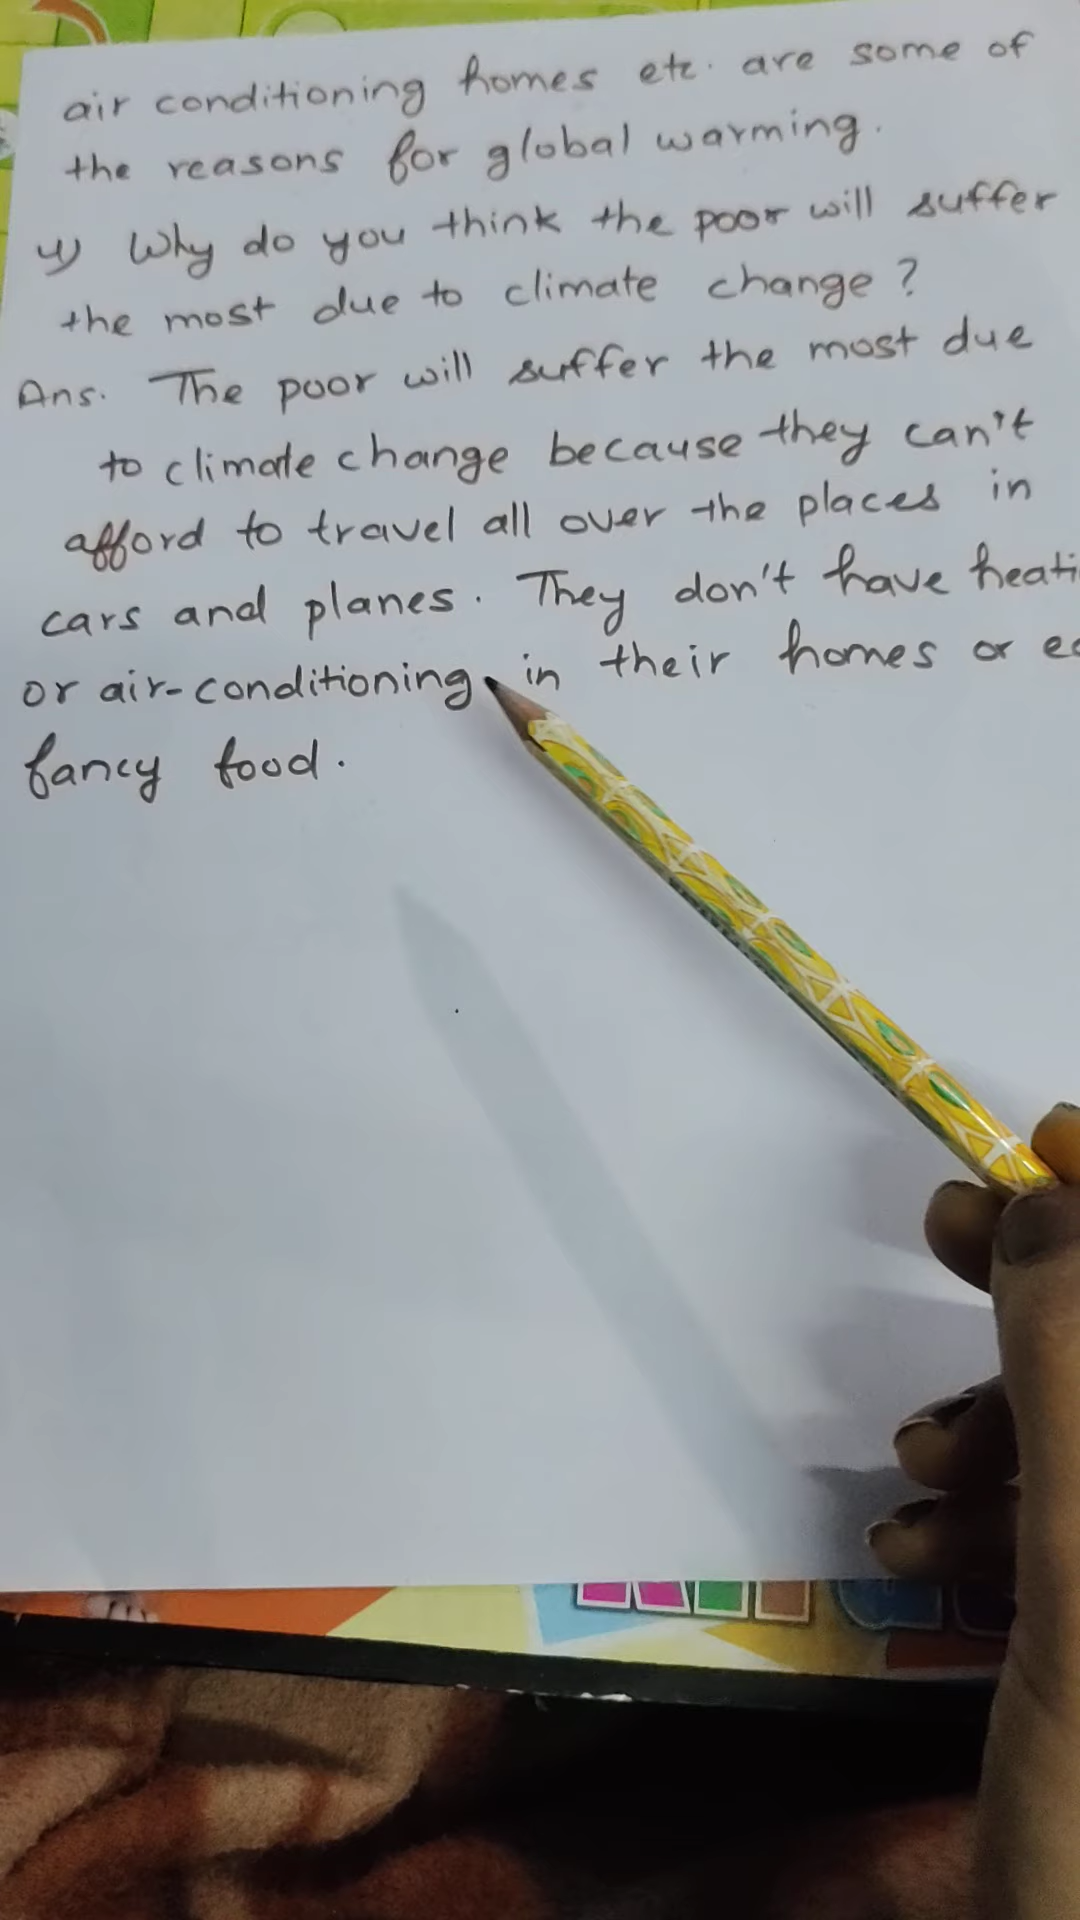 air conditioning homes etc. are some of
the reasons for global warming.
4) Why do you think the poor will suffer
the most due to climate change?
Ans. The poor will suffer the most due
to climate change because they can't
afford to travel all over the places in
cars and planes. They don't have heati
or air-conditioning in their homes or
fancy food.